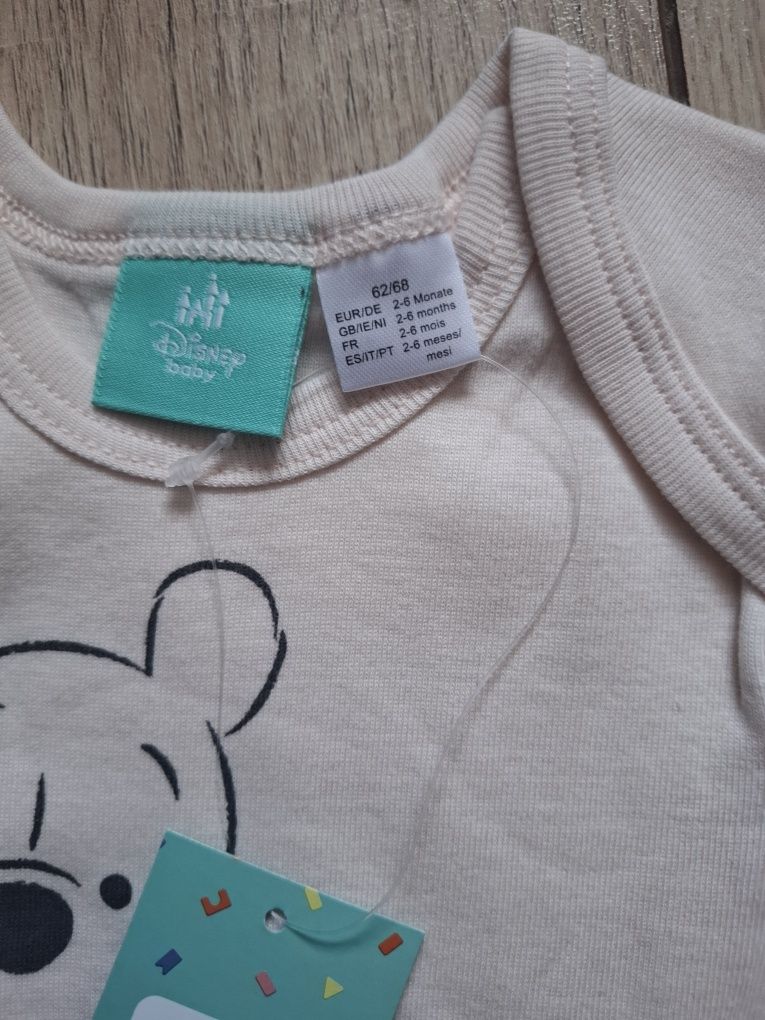 Disney
baby
62/68
EUR/DE 2-6 Monate
GB/IE/NI 2-6 months
FR 2-6 mois
ES/IT/PT 2-6 meses/
mesi